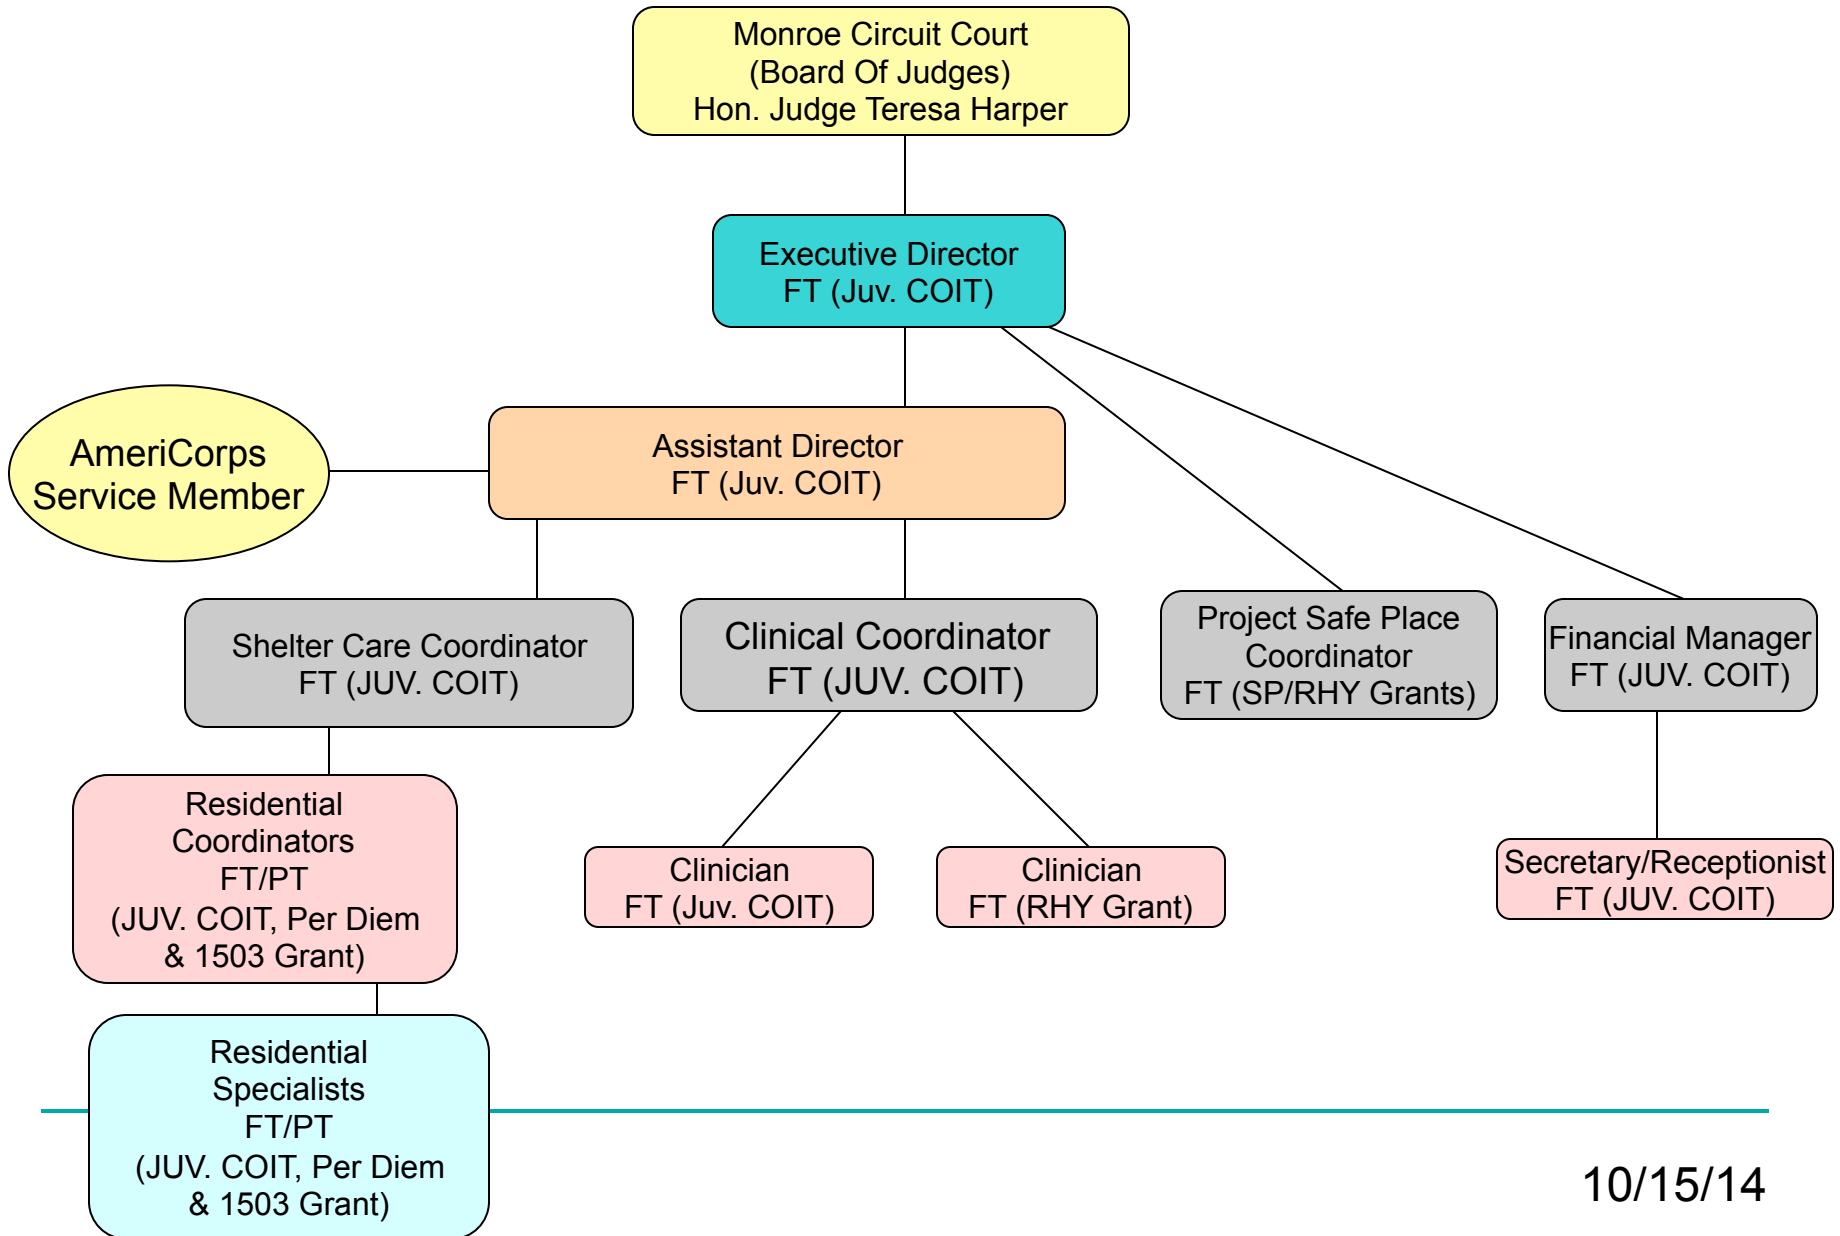 Monroe Circuit Court
(Board Of Judges)
Hon. Judge Teresa Harper
Executive Director
FT (Juv. COIT)
AmeriCorps
Service Member
Assistant Director
FT (Juv. COIT)
Shelter Care Coordinator
FT (JUV. COIT)
Clinical Coordinator
FT (JUV. COIT)
Project Safe Place
Coordinator
FT (SP/RHY Grants)
Financial Manager
FT (JUV. COIT)
Residential
Coordinators
FT/PT
(JUV. COIT, Per Diem
& 1503 Grant)
Clinician
FT (Juv. COIT)
Clinician
FT (RHY Grant)
Secretary/Receptionist
FT (JUV. COIT)
Residential
Specialists
FT/PT
(JUV. COIT, Per Diem
& 1503 Grant)
10/15/14